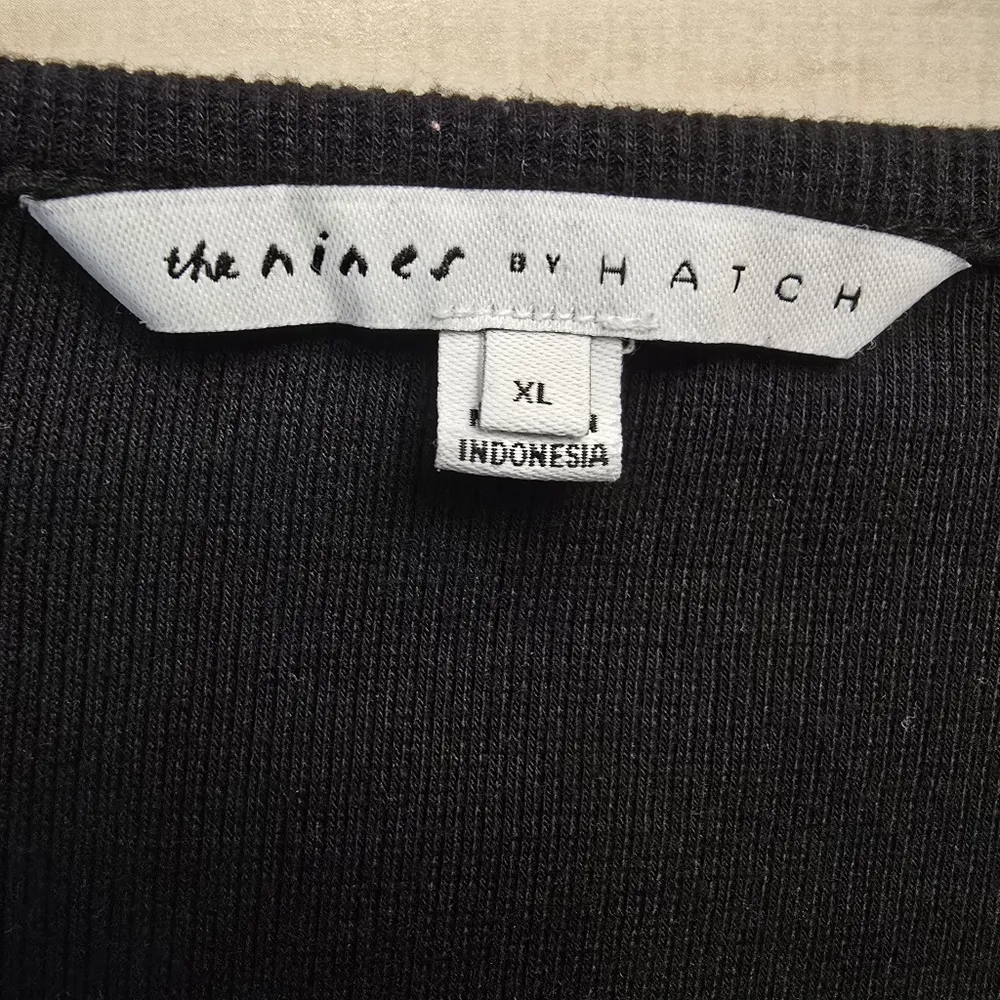 the nines BY HATCH
XL
INDONESIA